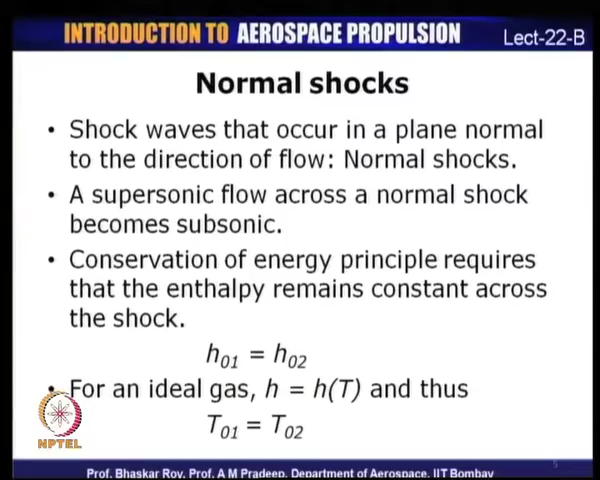 INTRODUCTION TO AEROSPACE PROPULSION
Lect-22-B
Normal shocks
• Shock waves that occur in a plane normal
to the direction of flow: Normal shocks.
• A supersonic flow across a normal shock
becomes subsonic.
• Conservation of energy principle requires
that the enthalpy remains constant across
the shock.
h01 = h02
• For an ideal gas, h = h(T) and thus
T01 = T02
NPTEL
5
Prof. Bhaskar Roy, Prof. A M Pradeep, Department of Aerospace, IIT Bombay